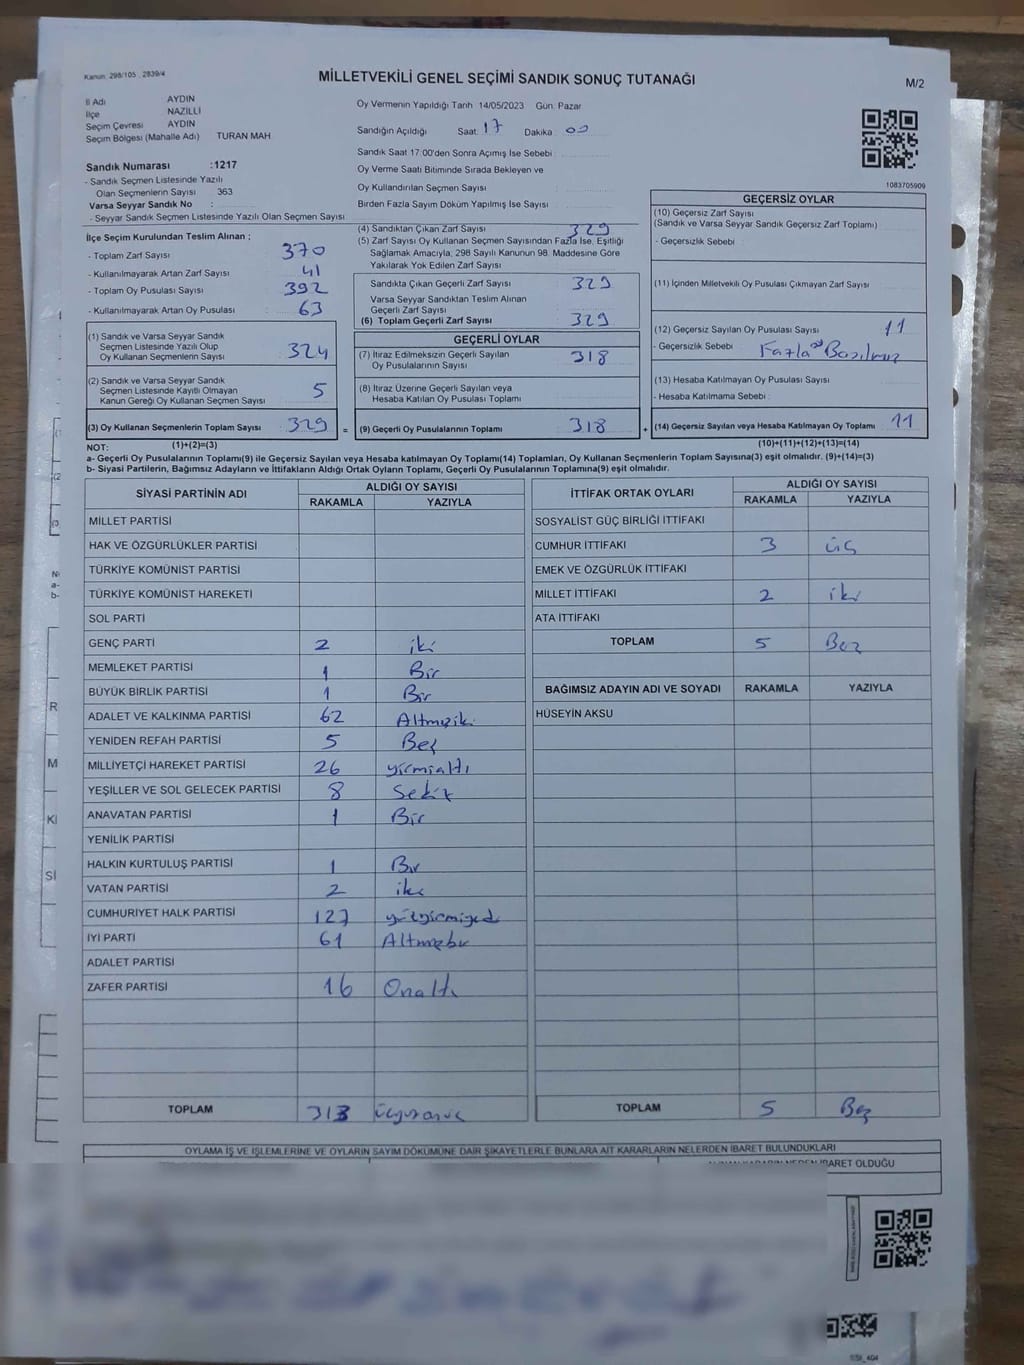 Kanun: 298/105 , 2839/4
MİLLETVEKİLİ GENEL SEÇİMİ SANDIK SONUÇ TUTANAĞI
M/2
İl Adı AYDIN
İlçe NAZİLLİ
Seçim Çevresi AYDIN
Seçim Bölgesi (Mahalle Adı) TURAN MAH
Sandık Numarası :1217
- Sandık Seçmen Listesinde Yazılı
Olan Seçmenlerin Sayısı 363
Varsa Seyyar Sandık No :
- Seyyar Sandık Seçmen Listesinde Yazılı Olan Seçmen Sayısı
Oy Vermenin Yapıldığı Tarih 14/05/2023 Gün: Pazar
Sandığın Açıldığı Saat 17 Dakika 00
Sandık Saat 17:00'den Sonra Açımış İse Sebebi
Oy Verme Saati Bitiminde Sırada Bekleyen ve
Oy Kullandırılan Seçmen Sayısı
Birden Fazla Sayım Döküm Yapılmış İse Sayısı
1083705909
İlçe Seçim Kurulundan Teslim Alınan ;
- Toplam Zarf Sayısı 370
- Kullanılmayarak Artan Zarf Sayısı 41
- Toplam Oy Pusulası Sayısı 392
- Kullanılmayarak Artan Oy Pusulası 63
(1) Sandık ve Varsa Seyyar Sandık
Seçmen Listesinde Yazılı Olup
Oy Kullanan Seçmenlerin Sayısı 324
(2) Sandık ve Varsa Seyyar Sandık
Seçmen Listesinde Kayıtlı Olmayan
Kanun Gereği Oy Kullanan Seçmen Sayısı 5
(3) Oy Kullanan Seçmenlerin Toplam Sayısı 329 =
(4) Sandıktan Çıkan Zarf Sayısı 329
(5) Zarf Sayısı Oy Kullanan Seçmen Sayısından Fazla İse, Eşitliği
Sağlamak Amacıyla, 298 Sayılı Kanunun 98. Maddesine Göre
Yakılarak Yok Edilen Zarf Sayısı
Sandıkta Çıkan Geçerli Zarf Sayısı 329
Varsa Seyyar Sandıktan Teslim Alınan
Geçerli Zarf Sayısı
(6) Toplam Geçerli Zarf Sayısı 329
GEÇERLİ OYLAR
(7) İtiraz Edilmeksizin Geçerli Sayılan
Oy Pusulalarının Sayısı 318
(8) İtiraz Üzerine Geçerli Sayılan veya
Hesaba Katılan Oy Pusulası Toplamı
(9) Geçerli Oy Pusulalarının Toplamı 318 +
GEÇERSİZ OYLAR
(10) Geçersiz Zarf Sayısı
(Sandık ve Varsa Seyyar Sandık Geçersiz Zarf Toplamı)
- Geçersizlik Sebebi
(11) İçinden Milletvekili Oy Pusulası Çıkmayan Zarf Sayısı
(12) Geçersiz Sayılan Oy Pusulası Sayısı 11
- Geçersizlik Sebebi Fazla Basılmış
(13) Hesaba Katılmayan Oy Pusulası Sayısı
- Hesaba Katılmama Sebebi
(14) Geçersiz Sayılan veya Hesaba Katılmayan Oy Toplamı 11
NOT: (1)+(2)=(3) (10)+(11)+(12)+(13)=(14)
a- Geçerli Oy Pusulalarının Toplamı(9) ile Geçersiz Sayılan veya Hesaba katılmayan Oy Toplamı(14) Toplamları, Oy Kullanan Seçmenlerin Toplam Sayısına(3) eşit olmalıdır. (9)+(14)=(3)
b- Siyasi Partilerin, Bağımsız Adayların ve İttifakların Aldığı Ortak Oyların Toplamı, Geçerli Oy Pusulalarının Toplamına(9) eşit olmalıdır.
SİYASİ PARTİNİN ADI ALDIĞI OY SAYISI
RAKAMLA YAZIYLA
MİLLET PARTİSİ
HAK VE ÖZGÜRLÜKLER PARTİSİ
TÜRKİYE KOMÜNİST PARTİSİ
TÜRKİYE KOMÜNİST HAREKETİ
SOL PARTİ
GENÇ PARTİ 2 iki
MEMLEKET PARTİSİ 1 Bir
BÜYÜK BİRLİK PARTİSİ 1 Bir
ADALET VE KALKINMA PARTİSİ 62 Altmışiki
YENİDEN REFAH PARTİSİ 5 Beş
MİLLİYETÇİ HAREKET PARTİSİ 26 yirmialtı
YEŞİLLER VE SOL GELECEK PARTİSİ 8 Sekiz
ANAVATAN PARTİSİ 1 Bir
YENİLİK PARTİSİ
HALKIN KURTULUŞ PARTİSİ 1 Bir
VATAN PARTİSİ 2 iki
CUMHURİYET HALK PARTİSİ 127 yüzyirmiyedi
İYİ PARTİ 61 Altmışbir
ADALET PARTİSİ
ZAFER PARTİSİ 16 Onaltı
TOPLAM 313
İTTİFAK ORTAK OYLARI ALDIĞI OY SAYISI
RAKAMLA YAZIYLA
SOSYALİST GÜÇ BİRLİĞİ İTTİFAKI
CUMHUR İTTİFAKI 3 üç
EMEK VE ÖZGÜRLÜK İTTİFAKI
MİLLET İTTİFAKI 2 iki
ATA İTTİFAKI
TOPLAM 5 Beş
BAĞIMSIZ ADAYIN ADI VE SOYADI RAKAMLA YAZIYLA
HÜSEYİN AKSU
TOPLAM 5 Beş
OYLAMA İŞ VE İŞLEMLERİNE VE OYLARIN SAYIM DÖKÜMÜNE DAİR ŞİKAYETLERLE BUNLARA AİT KARARLARIN NELERDEN İBARET BULUNDUKLARI
İBARET OLDUĞU